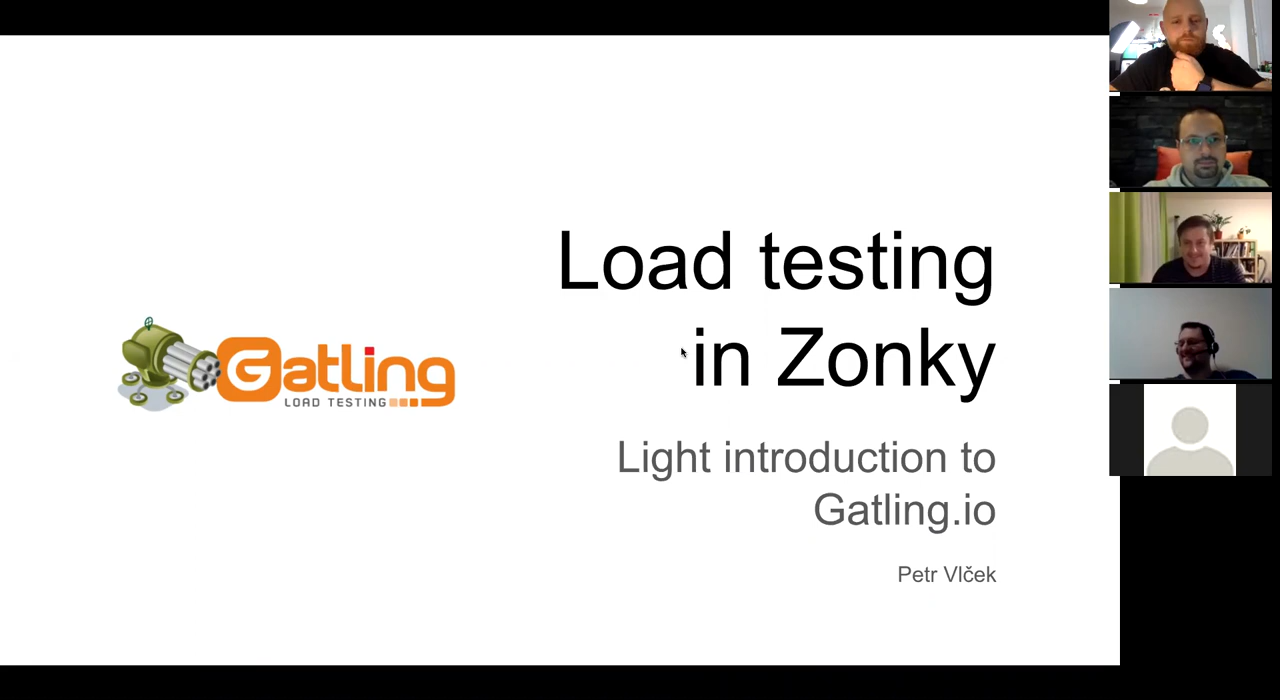 Load testing
in Zonky
Gatling
LOAD TESTING
Light introduction to
Gatling.io
Petr Vlček